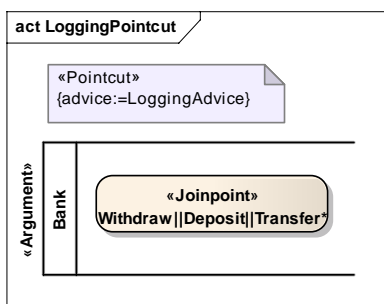 act LoggingPointcut
«Pointcut»
{advice:=LoggingAdvice}
«Argument»
Bank
«Joinpoint»
Withdraw||Deposit||Transfer*